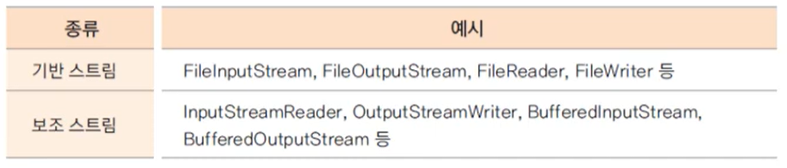 종류 예시
기반 스트림 FileInputStream, FileOutputStream, FileReader, FileWriter 등
보조 스트림 InputStreamReader, OutputStreamWriter, BufferedInputStream,
BufferedOutputStream 등